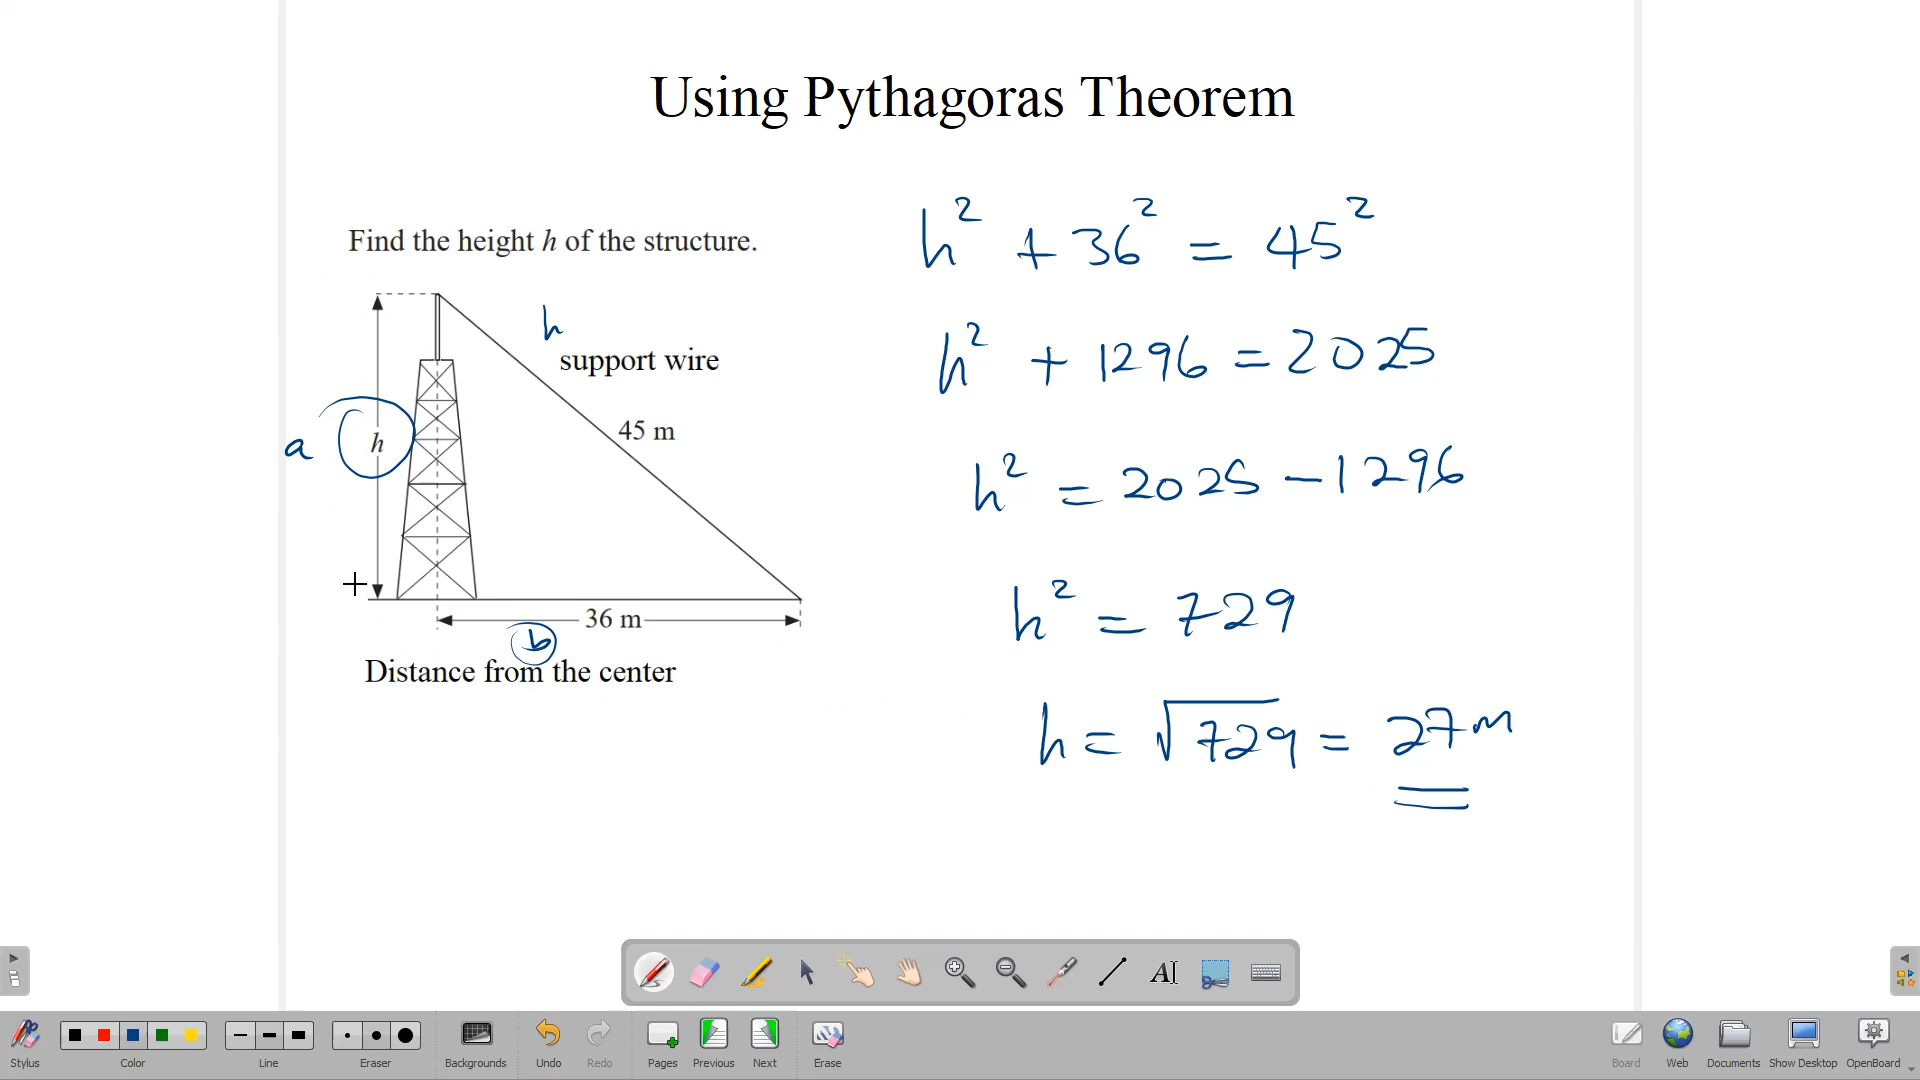 Using Pythagoras Theorem
Find the height h of the structure.
h
support wire
45 m
a
h
36 m
b
Distance from the center
h² + 36² = 45²
h² + 1296 = 2025
h² = 2025 - 1296
h² = 729
h = √729 = 27m
AI
Stylus
Color
Line
Eraser
Backgrounds
Undo
Redo
Pages
Previous
Next
Erase
Board
Web
Documents
Show Desktop
OpenBoard